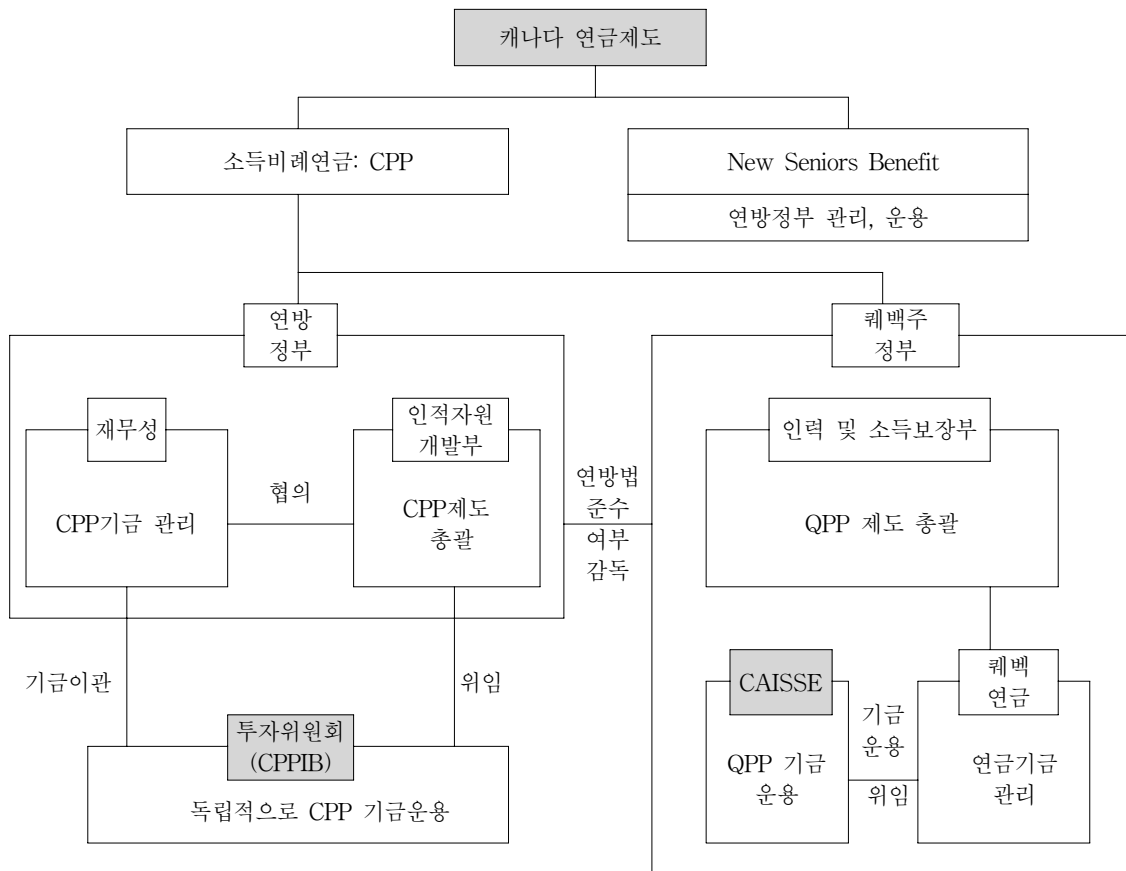 캐나다 연금제도
소득비례연금: CPP
New Seniors Benefit
연방정부 관리, 운용
연방
정부
퀘백주
정부
재무성
CPP기금 관리
협의
인적자원
개발부
CPP제도
총괄
연방법
준수
여부
감독
인력 및 소득보장부
QPP 제도 총괄
기금이관
위임
투자위원회
(CPPIB)
독립적으로 CPP 기금운용
CAISSE
QPP 기금
운용
기금
운용
위임
퀘벡
연금
연금기금
관리